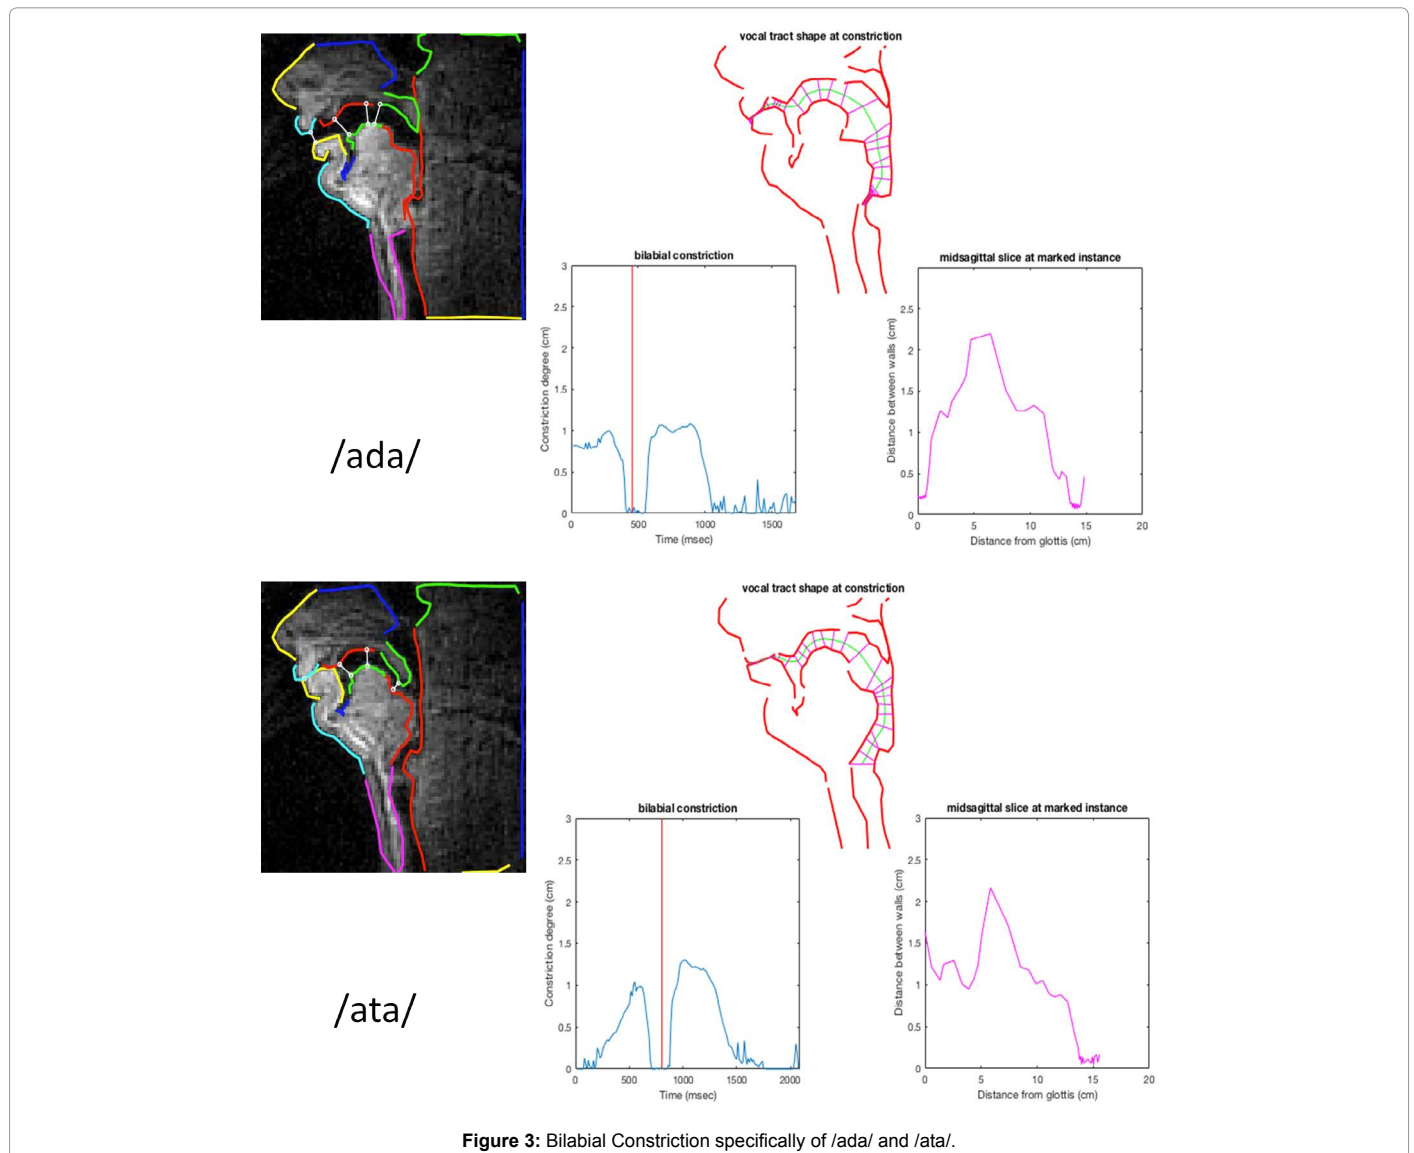 vocal tract shape at constriction
bilabial constriction
midsagittal slice at marked instance
3
2.5
2
1.5
1
0.5
0
Constriction degree (cm)
0 500 1000 1500
Time (msec)
2.5
2
1.5
1
0.5
0
Distance between walls (cm)
0 5 10 15 20
Distance from glottis (cm)
/ada/
vocal tract shape at constriction
bilabial constriction
midsagittal slice at marked instance
3
2.5
2
1.5
1
0.5
0
Constriction degree (cm)
0 500 1000 1500 2000
Time (msec)
3
2.5
2
1.5
1
0.5
0
Distance between walls (cm)
0 5 10 15 20
Distance from glottis (cm)
/ata/
Figure 3: Bilabial Constriction specifically of /ada/ and /ata/.